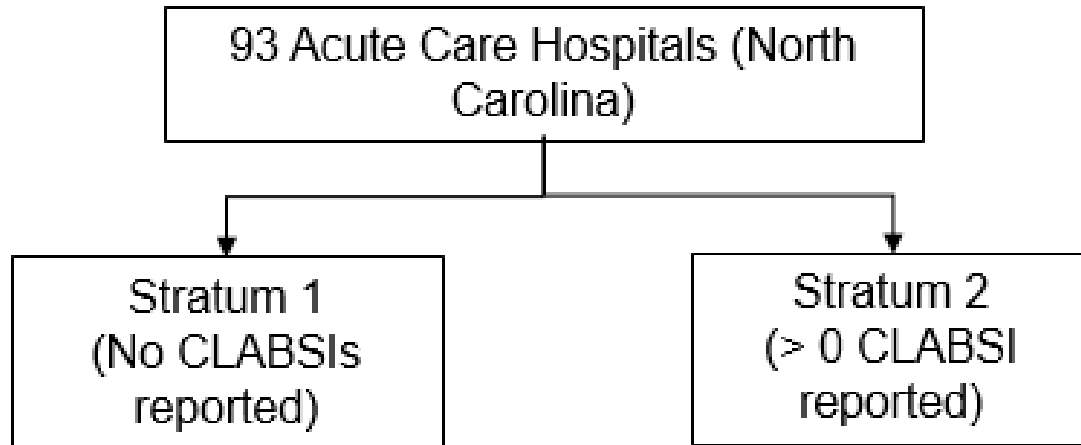 93 Acute Care Hospitals (North
Carolina)
Stratum 1
(No CLABSIs
reported)
Stratum 2
(> 0 CLABSI
reported)